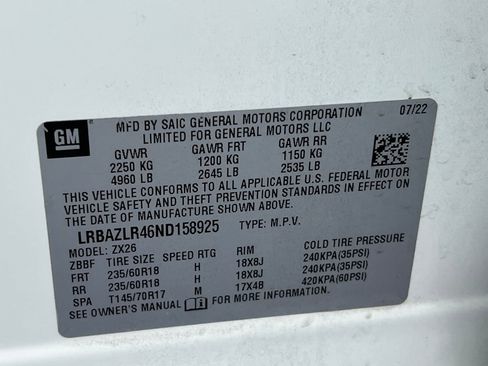 GM
MFD BY SAIC GENERAL MOTORS CORPORATION 07/22
LIMITED FOR GENERAL MOTORS LLC
GVWR GAWR FRT GAWR RR
2250 KG 1200 KG 1150 KG
4960 LB 2645 LB 2535 LB
THIS VEHICLE CONFORMS TO ALL APPLICABLE U.S. FEDERAL MOTOR
VEHICLE SAFETY AND THEFT PREVENTION STANDARDS IN EFFECT ON
THE DATE OF MANUFACTURE SHOWN ABOVE.
LRBAZLR46ND158925 TYPE: M.P.V.
MODEL: ZX26
ZBBF TIRE SIZE SPEED RTG RIM COLD TIRE PRESSURE
FRT 235/60R18 H 18X8J 240KPA(35PSI)
RR 235/60R18 H 18X8J 240KPA(35PSI)
SPA T145/70R17 M 17X4B 420KPA(60PSI)
SEE OWNER'S MANUAL FOR MORE INFORMATION.